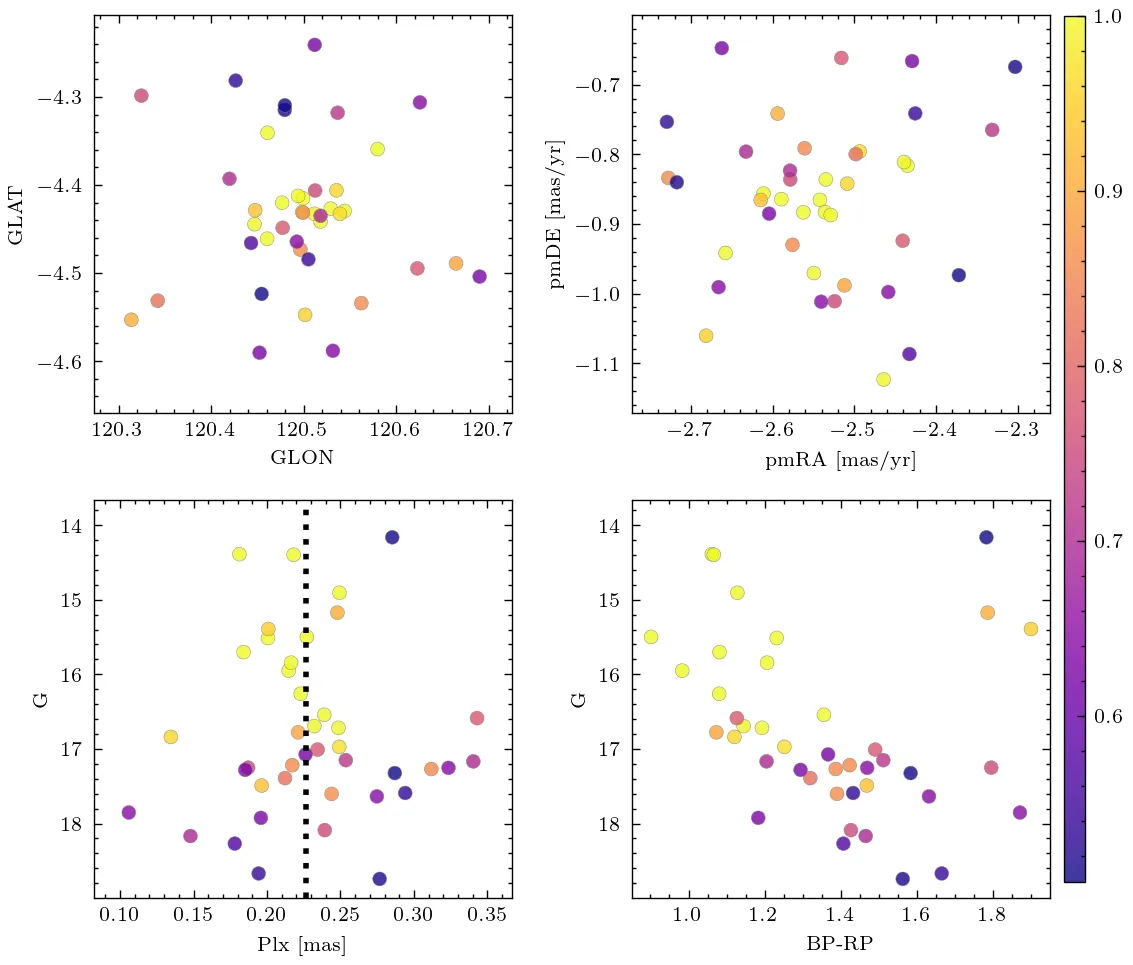 −4.3
−4.4
−4.5
−4.6
GLAT
120.3 120.4 120.5 120.6 120.7
GLON
−0.7
−0.8
−0.9
−1.0
−1.1
pmDE [mas/yr]
−2.7 −2.6 −2.5 −2.4 −2.3
pmRA [mas/yr]
1.0
0.9
0.8
0.7
0.6
14
15
16
17
18
G
0.10 0.15 0.20 0.25 0.30 0.35
Plx [mas]
14
15
16
17
18
G
1.0 1.2 1.4 1.6 1.8
BP-RP